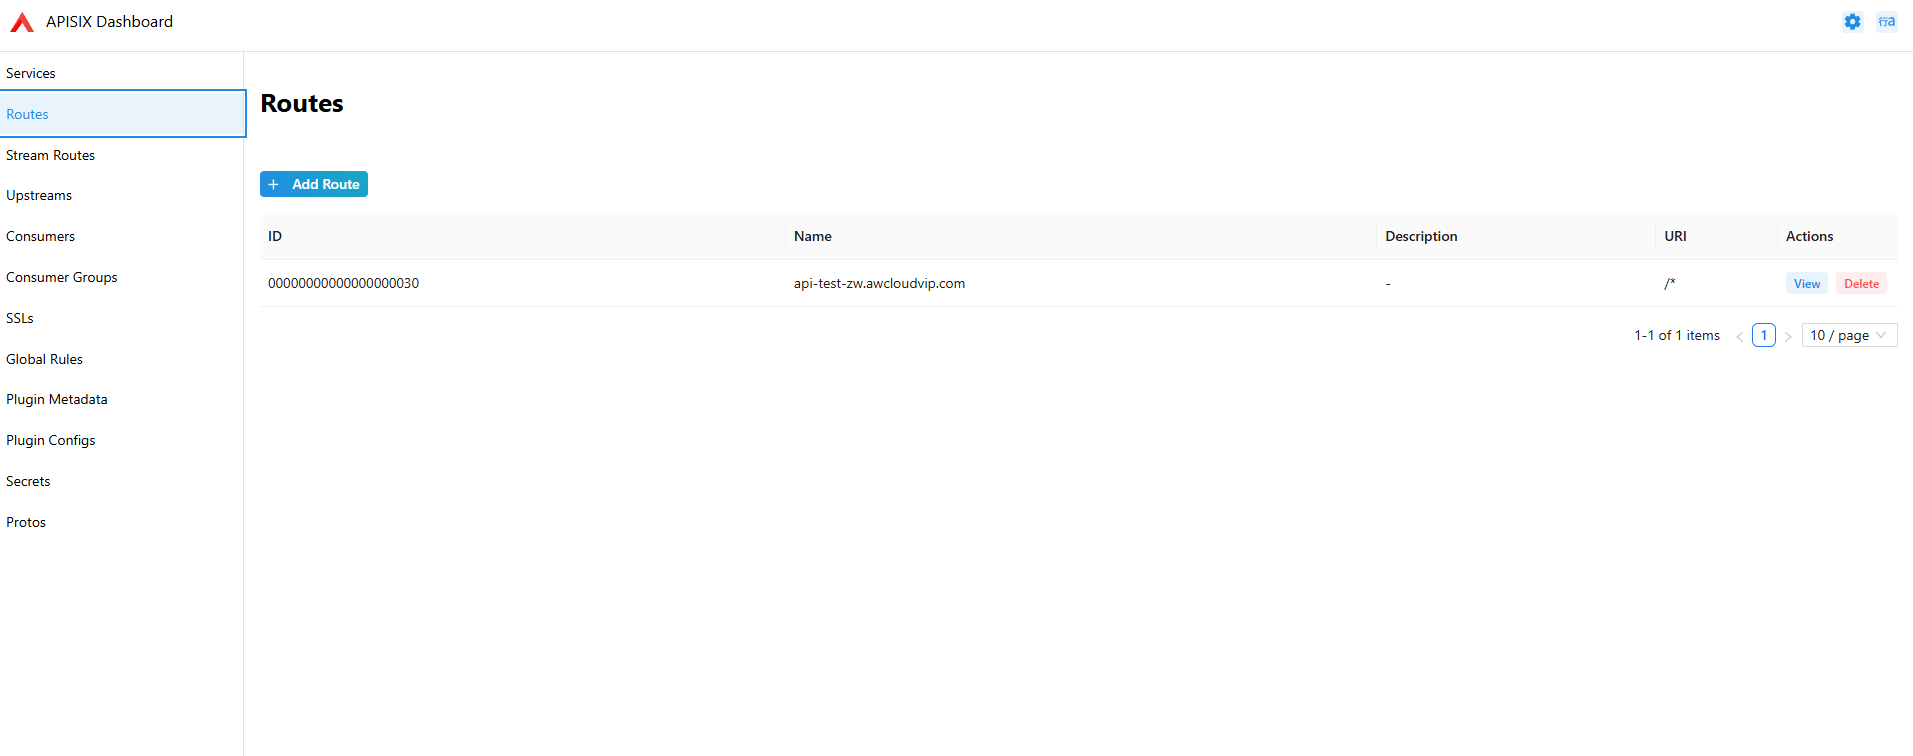 APISIX Dashboard
行a
Services
Routes
Stream Routes
Upstreams
Consumers
Consumer Groups
SSLs
Global Rules
Plugin Metadata
Plugin Configs
Secrets
Protos
Routes
+ Add Route
ID Name Description URI Actions
00000000000000000030 api-test-zw.awcloudvip.com - /* View Delete
1-1 of 1 items < 1 > 10 / page